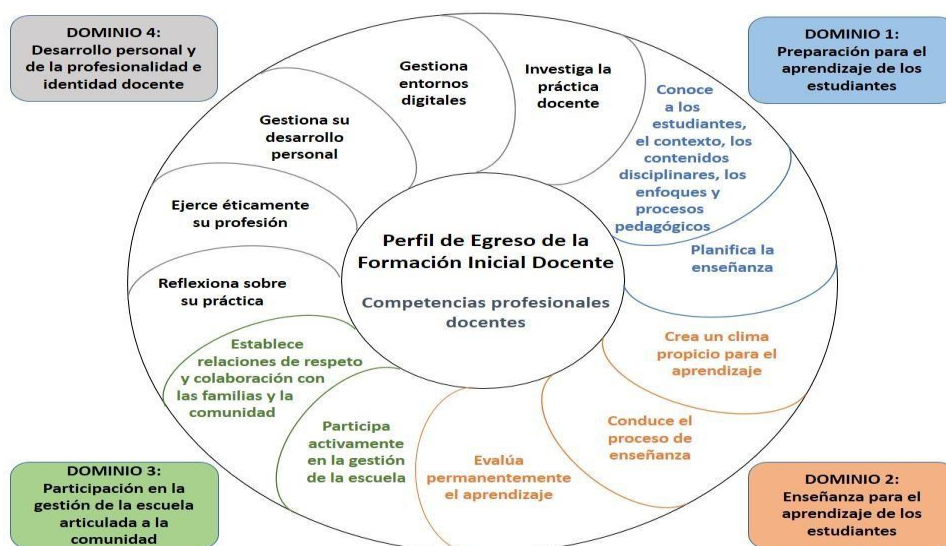 DOMINIO 4:
Desarrollo personal y
de la profesionalidad e
identidad docente
DOMINIO 1:
Preparación para el
aprendizaje de los
estudiantes
Gestiona
entornos
digitales
Investiga la
práctica
docente
Conoce
a los
estudiantes,
el contexto, los
contenidos
disciplinares, los
enfoques y
procesos
pedagógicos
Gestiona su
desarrollo
personal
Ejerce éticamente
su profesión
Perfil de Egreso de la
Formación Inicial Docente
Competencias profesionales
docentes
Planifica la
enseñanza
Reflexiona sobre
su práctica
Crea un clima
propicio para el
aprendizaje
Establece
relaciones de respeto
y colaboración con
las familias y la
comunidad
Participa
activamente
en la gestión
de la escuela
Evalúa
permanentemente
el aprendizaje
Conduce el
proceso de
enseñanza
DOMINIO 3:
Participación en la
gestión de la escuela
articulada a la
comunidad
DOMINIO 2:
Enseñanza para el
aprendizaje de los
estudiantes